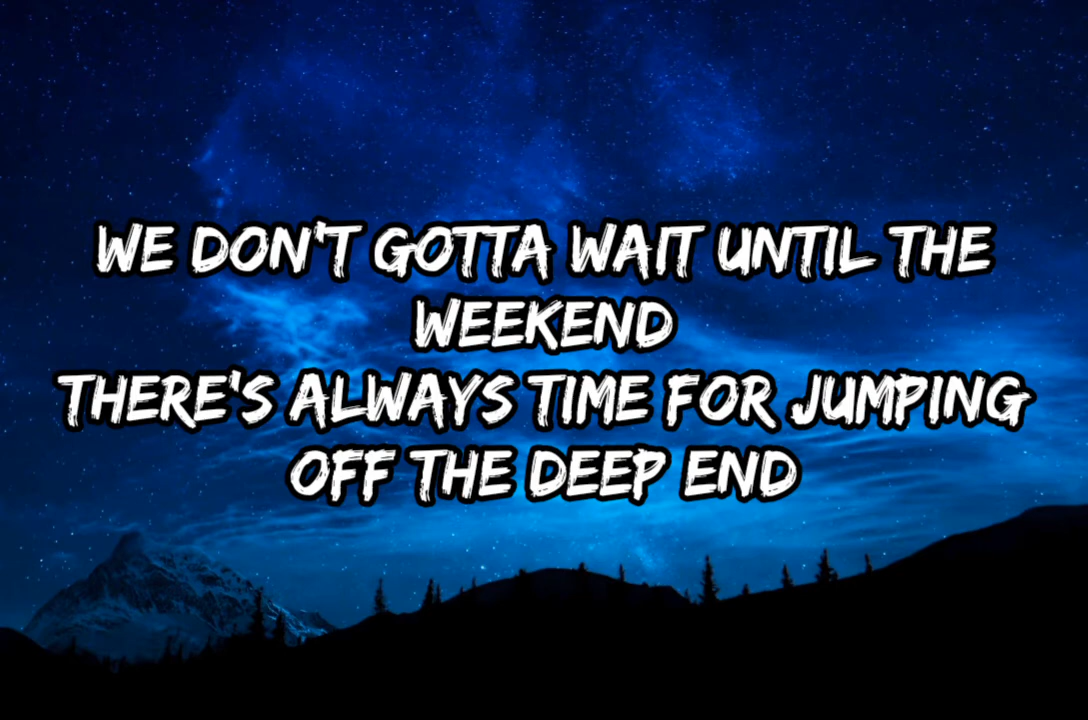 WE DON'T GOTTA WAIT UNTIL THE
WEEKEND
THERE'S ALWAYS TIME FOR JUMPING
OFF THE DEEP END